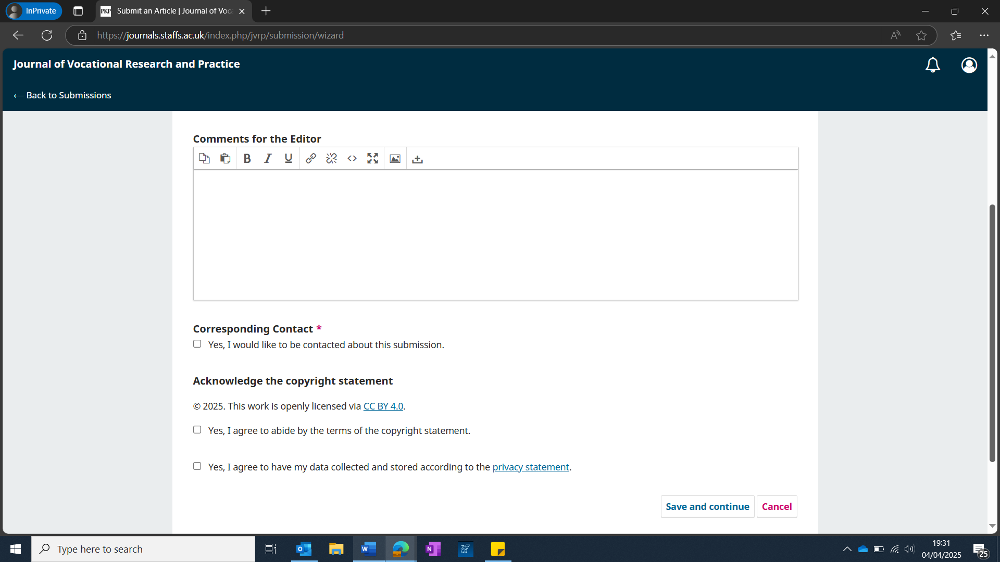 InPrivate
PKP Submit an Article | Journal of Voc
https://journals.staffs.ac.uk/index.php/jvrp/submission/wizard
Journal of Vocational Research and Practice
← Back to Submissions
Comments for the Editor
B I U
Corresponding Contact *
Yes, I would like to be contacted about this submission.
Acknowledge the copyright statement
© 2025. This work is openly licensed via CC BY 4.0.
Yes, I agree to abide by the terms of the copyright statement.
Yes, I agree to have my data collected and stored according to the privacy statement.
Save and continue Cancel
Type here to search
19:31
04/04/2025
25